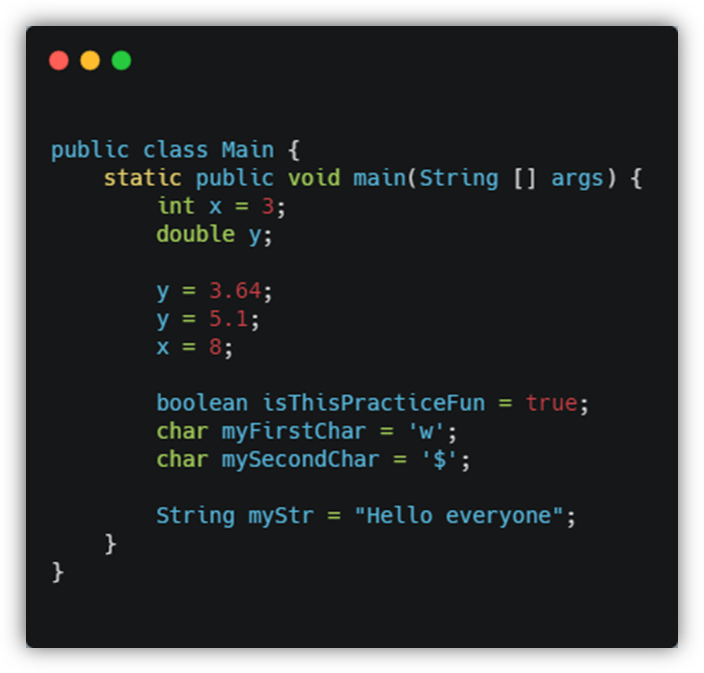 public class Main {
    static public void main(String [] args) {
        int x = 3;
        double y;

        y = 3.64;
        y = 5.1;
        x = 8;

        boolean isThisPracticeFun = true;
        char myFirstChar = 'w';
        char mySecondChar = '$';

        String myStr = "Hello everyone";
    }
}